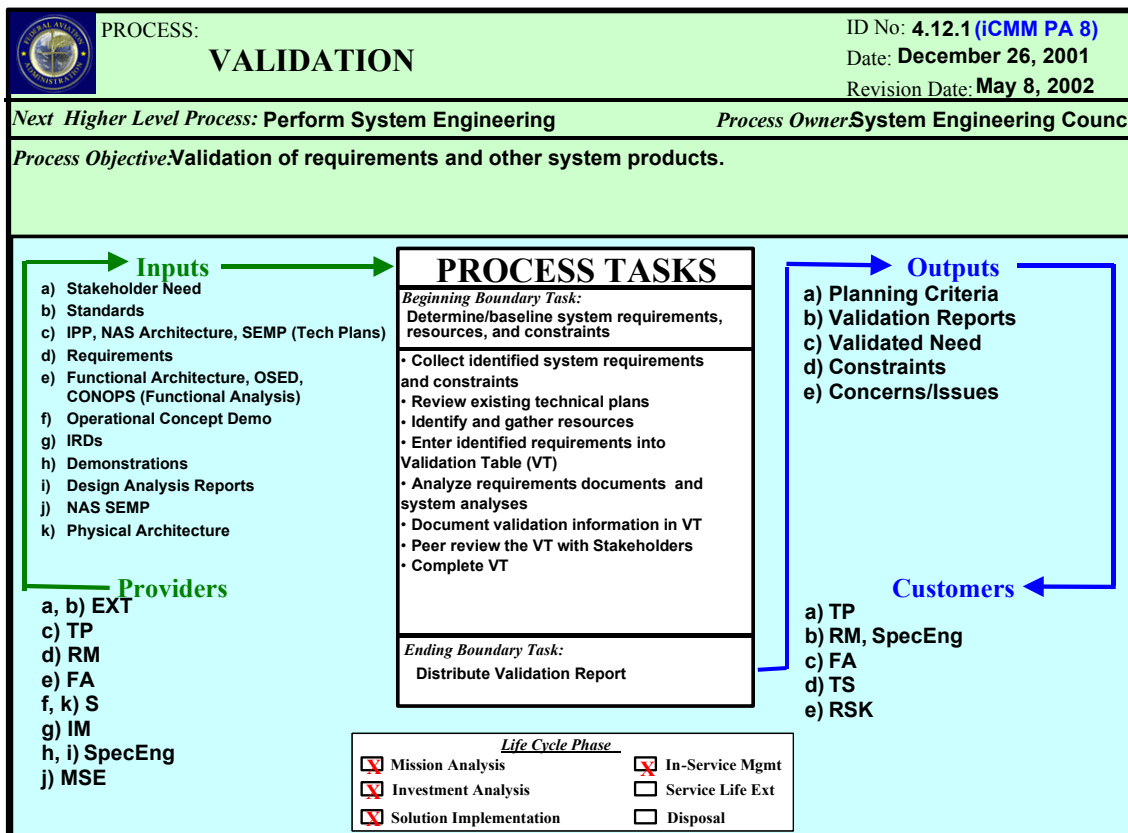 FEDERAL AVIATION
ADMINISTRATION
PROCESS:
VALIDATION
ID No: 4.12.1 (iCMM PA 8)
Date: December 26, 2001
Revision Date: May 8, 2002
Next Higher Level Process: Perform System Engineering
Process Owner: System Engineering Counc
Process Objective: Validation of requirements and other system products.
Inputs
a) Stakeholder Need
b) Standards
c) IPP, NAS Architecture, SEMP (Tech Plans)
d) Requirements
e) Functional Architecture, OSED,
CONOPS (Functional Analysis)
f) Operational Concept Demo
g) IRDs
h) Demonstrations
i) Design Analysis Reports
j) NAS SEMP
k) Physical Architecture
Providers
a, b) EXT
c) TP
d) RM
e) FA
f, k) S
g) IM
h, i) SpecEng
j) MSE
PROCESS TASKS
Beginning Boundary Task:
Determine/baseline system requirements,
resources, and constraints
• Collect identified system requirements
and constraints
• Review existing technical plans
• Identify and gather resources
• Enter identified requirements into
Validation Table (VT)
• Analyze requirements documents and
system analyses
• Document validation information in VT
• Peer review the VT with Stakeholders
• Complete VT
Ending Boundary Task:
Distribute Validation Report
Outputs
a) Planning Criteria
b) Validation Reports
c) Validated Need
d) Constraints
e) Concerns/Issues
Customers
a) TP
b) RM, SpecEng
c) FA
d) TS
e) RSK
Life Cycle Phase
X Mission Analysis
X Investment Analysis
X Solution Implementation
X In-Service Mgmt
Service Life Ext
Disposal